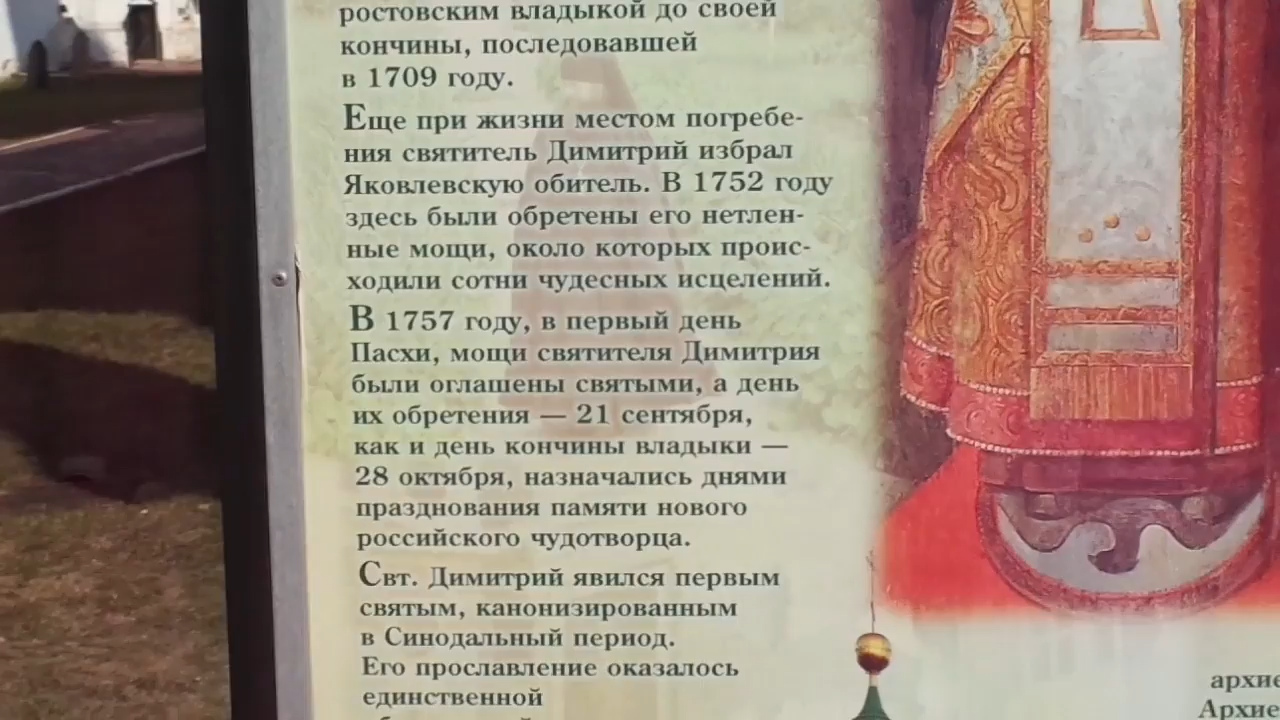 ростовским владыкой до своей
кончины, последовавшей
в 1709 году.
Еще при жизни местом погребе-
ния святитель Димитрий избрал
Яковлевскую обитель. В 1752 году
здесь были обретены его нетлен-
ные мощи, около которых проис-
ходили сотни чудесных исцелений.
В 1757 году, в первый день
Пасхи, мощи святителя Димитрия
были оглашены святыми, а день
их обретения — 21 сентября,
как и день кончины владыки —
28 октября, назначались днями
празднования памяти нового
российского чудотворца.
Свт. Димитрий явился первым
святым, канонизированным
в Синодальный период.
Его прославление оказалось
единственной
архие
Архие